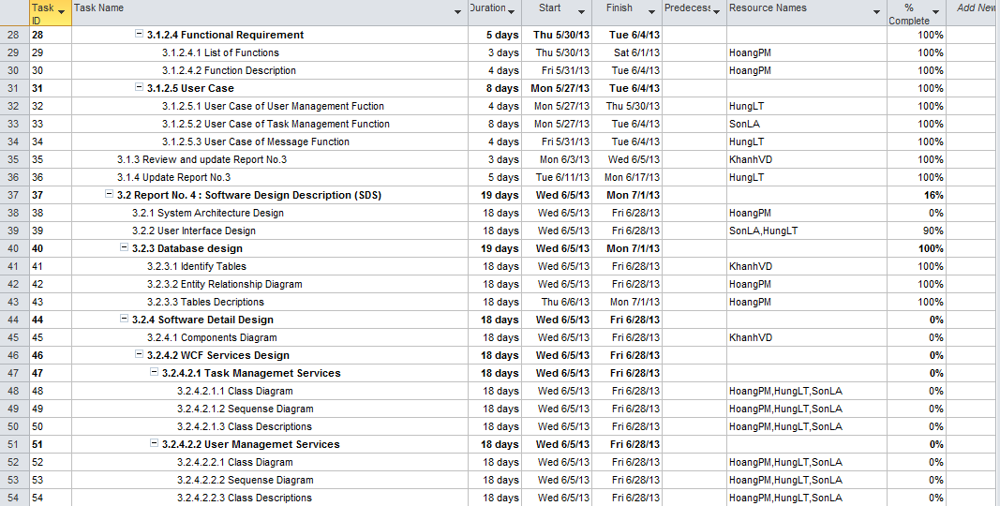 Task ID Task Name Duration Start Finish Predecess Resource Names % Complete Add New
28 28 3.1.2.4 Functional Requirement 5 days Thu 5/30/13 Tue 6/4/13 100%
29 29 3.1.2.4.1 List of Functions 3 days Thu 5/30/13 Sat 6/1/13 HoangPM 100%
30 30 3.1.2.4.2 Function Description 4 days Fri 5/31/13 Tue 6/4/13 HoangPM 100%
31 31 3.1.2.5 User Case 8 days Mon 5/27/13 Tue 6/4/13 100%
32 32 3.1.2.5.1 User Case of User Management Fuction 4 days Mon 5/27/13 Thu 5/30/13 HungLT 100%
33 33 3.1.2.5.2 User Case of Task Management Function 8 days Mon 5/27/13 Tue 6/4/13 SonLA 100%
34 34 3.1.2.5.3 User Case of Message Function 4 days Fri 5/31/13 Tue 6/4/13 HungLT 100%
35 35 3.1.3 Review and update Report No.3 3 days Mon 6/3/13 Wed 6/5/13 KhanhVD 100%
36 36 3.1.4 Update Report No.3 5 days Tue 6/11/13 Mon 6/17/13 HungLT 100%
37 37 3.2 Report No. 4 : Software Design Description (SDS) 19 days Wed 6/5/13 Mon 7/1/13 16%
38 38 3.2.1 System Architecture Design 18 days Wed 6/5/13 Fri 6/28/13 HoangPM 0%
39 39 3.2.2 User Interface Design 18 days Wed 6/5/13 Fri 6/28/13 SonLA,HungLT 90%
40 40 3.2.3 Database design 19 days Wed 6/5/13 Mon 7/1/13 100%
41 41 3.2.3.1 Identify Tables 18 days Wed 6/5/13 Fri 6/28/13 KhanhVD 100%
42 42 3.2.3.2 Entity Relationship Diagram 18 days Wed 6/5/13 Fri 6/28/13 HoangPM 100%
43 43 3.2.3.3 Tables Decriptions 18 days Thu 6/6/13 Mon 7/1/13 HoangPM 100%
44 44 3.2.4 Software Detail Design 18 days Wed 6/5/13 Fri 6/28/13 0%
45 45 3.2.4.1 Components Diagram 18 days Wed 6/5/13 Fri 6/28/13 KhanhVD 0%
46 46 3.2.4.2 WCF Services Design 18 days Wed 6/5/13 Fri 6/28/13 0%
47 47 3.2.4.2.1 Task Managemet Services 18 days Wed 6/5/13 Fri 6/28/13 0%
48 48 3.2.4.2.1.1 Class Diagram 18 days Wed 6/5/13 Fri 6/28/13 HoangPM,HungLT,SonLA 0%
49 49 3.2.4.2.1.2 Sequense Diagram 18 days Wed 6/5/13 Fri 6/28/13 HoangPM,HungLT,SonLA 0%
50 50 3.2.4.2.1.3 Class Descriptions 18 days Wed 6/5/13 Fri 6/28/13 HoangPM,HungLT,SonLA 0%
51 51 3.2.4.2.2 User Managemet Services 18 days Wed 6/5/13 Fri 6/28/13 0%
52 52 3.2.4.2.2.1 Class Diagram 18 days Wed 6/5/13 Fri 6/28/13 HoangPM,HungLT,SonLA 0%
53 53 3.2.4.2.2.2 Sequense Diagram 18 days Wed 6/5/13 Fri 6/28/13 HoangPM,HungLT,SonLA 0%
54 54 3.2.4.2.2.3 Class Descriptions 18 days Wed 6/5/13 Fri 6/28/13 HoangPM,HungLT,SonLA 0%